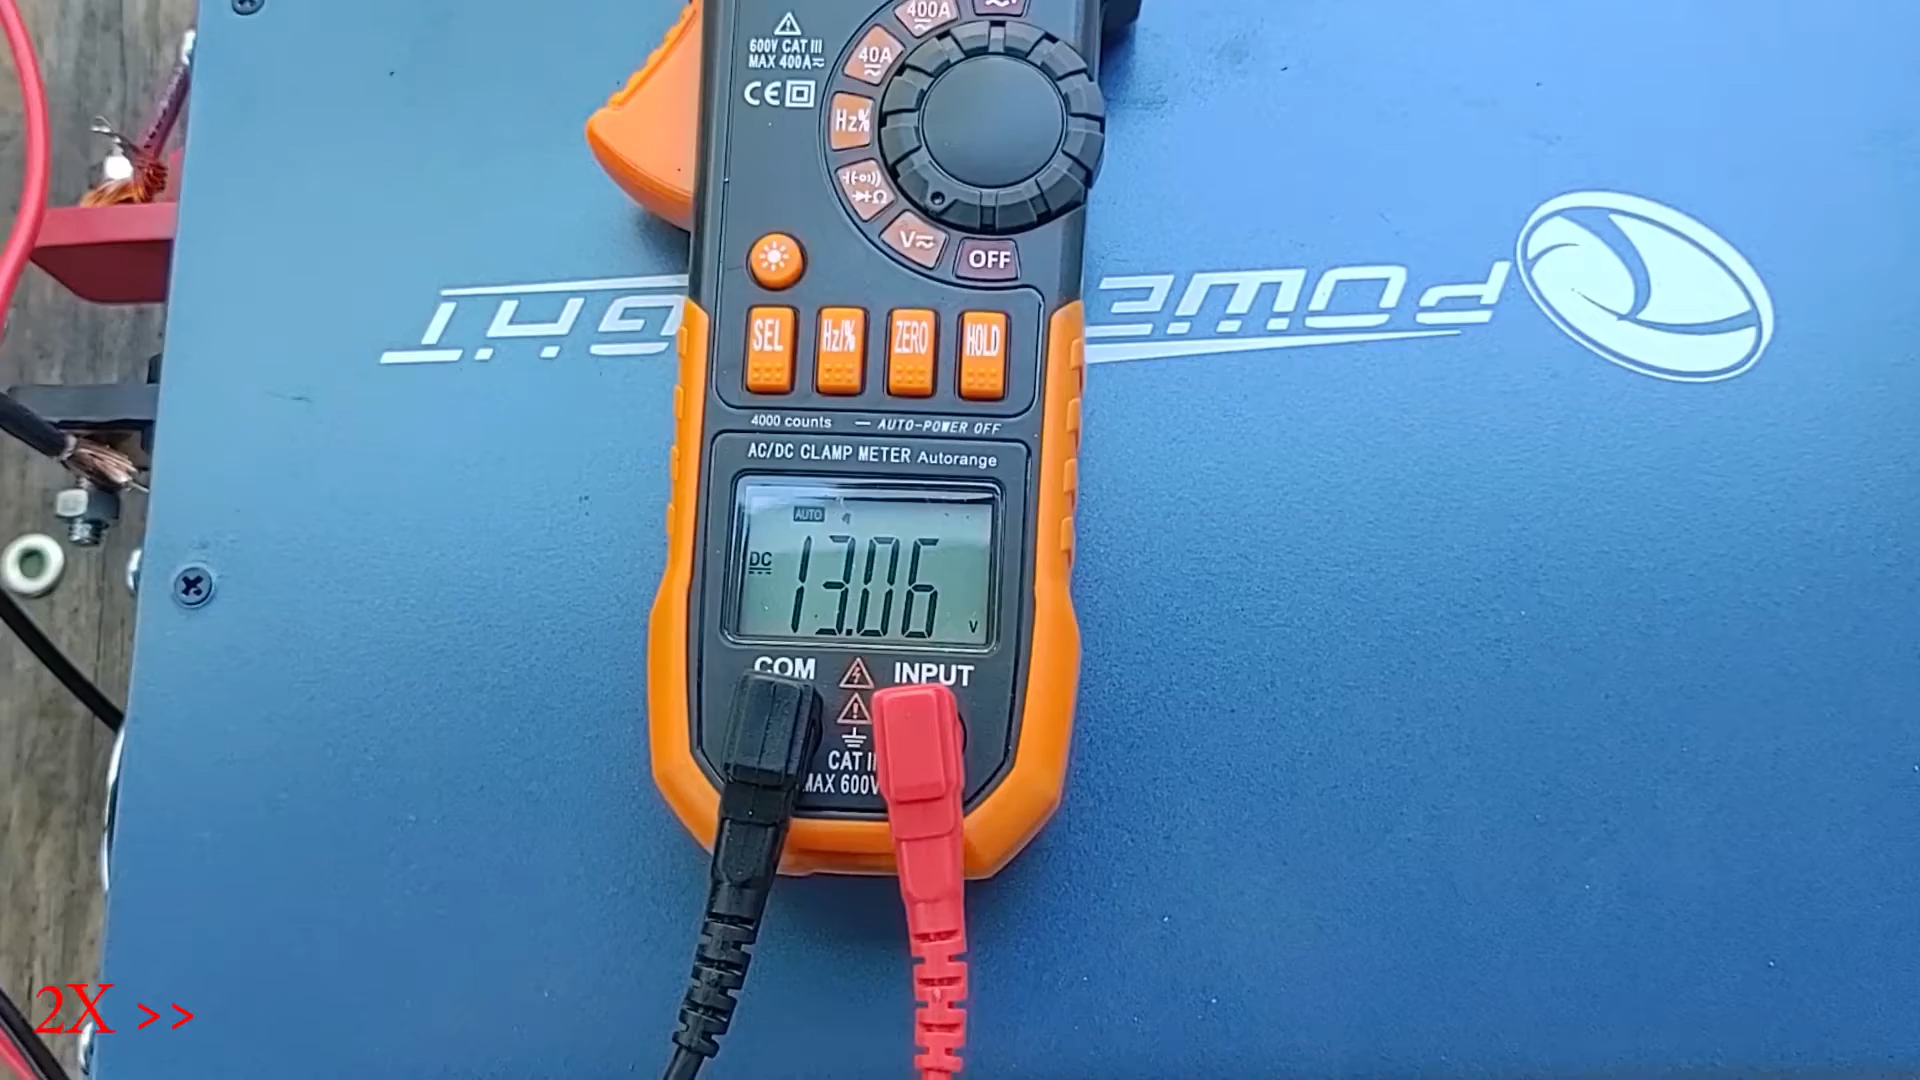 400A
40A
Hz%
Ω
V
OFF
600V CAT III
MAX 400A
CE
SEL
Hz/%
ZERO
HOLD
4000 counts
AUTO-POWER OFF
AC/DC CLAMP METER Autorange
AUTO
DC
13.06
V
COM
INPUT
CAT
MAX 600V
2X >>